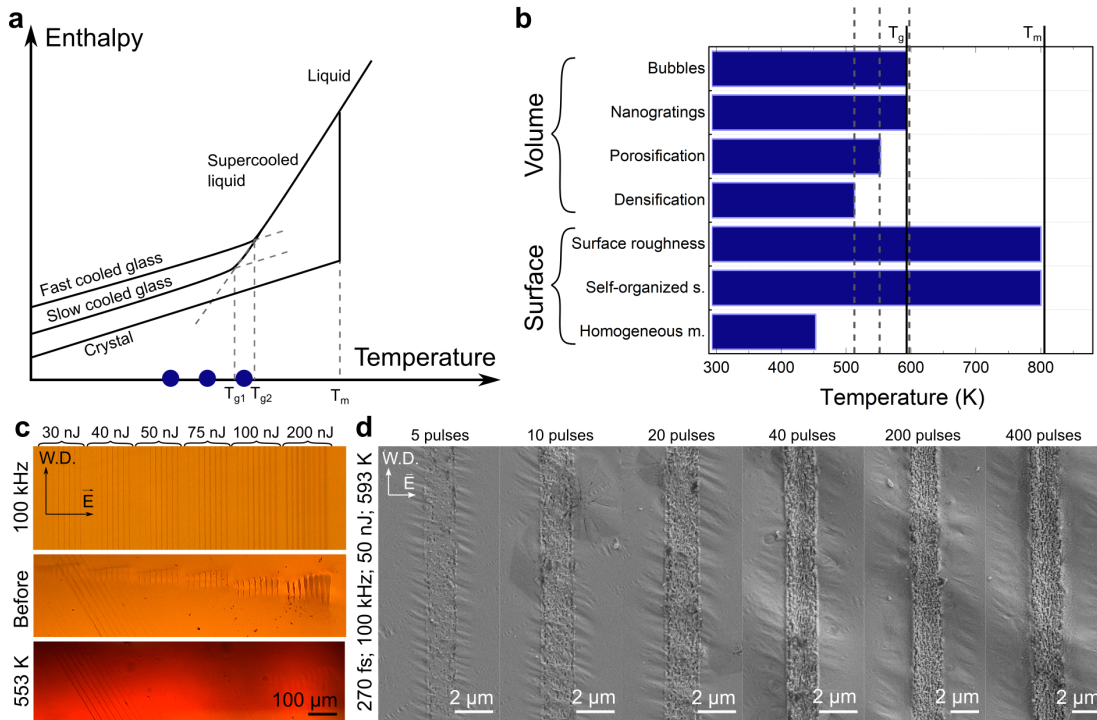 a
Enthalpy
Liquid
Supercooled
liquid
Fast cooled glass
Slow cooled glass
Crystal
Temperature
Tg1 Tg2 Tm
b
Tg Tm
Volume
Bubbles
Nanogratings
Porosification
Densification
Surface
Surface roughness
Self-organized s.
Homogeneous m.
300 400 500 600 700 800
Temperature (K)
c
30 nJ 40 nJ 50 nJ 75 nJ 100 nJ 200 nJ
100 kHz
W.D.
E
Before
553 K
100 µm
d
5 pulses 10 pulses 20 pulses 40 pulses 200 pulses 400 pulses
270 fs; 100 kHz; 50 nJ; 593 K
W.D.
E
2 µm 2 µm 2 µm 2 µm 2 µm 2 µm